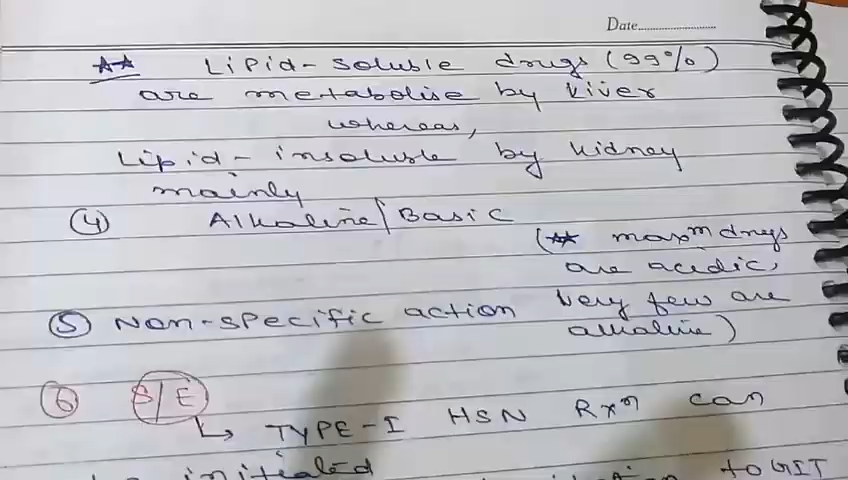 Date
** Lipid-soluble drugs (99%)
are metabolise by liver
whereas,
Lipid-insoluble by kidney
mainly
④ Alkaline/Basic
(** maxᵐ drugs
are acidic,
⑤ Non-specific action very few are
alkaline)
⑥ S/E
↳ TYPE-I HSN Rxⁿ can
initiated
to GIT